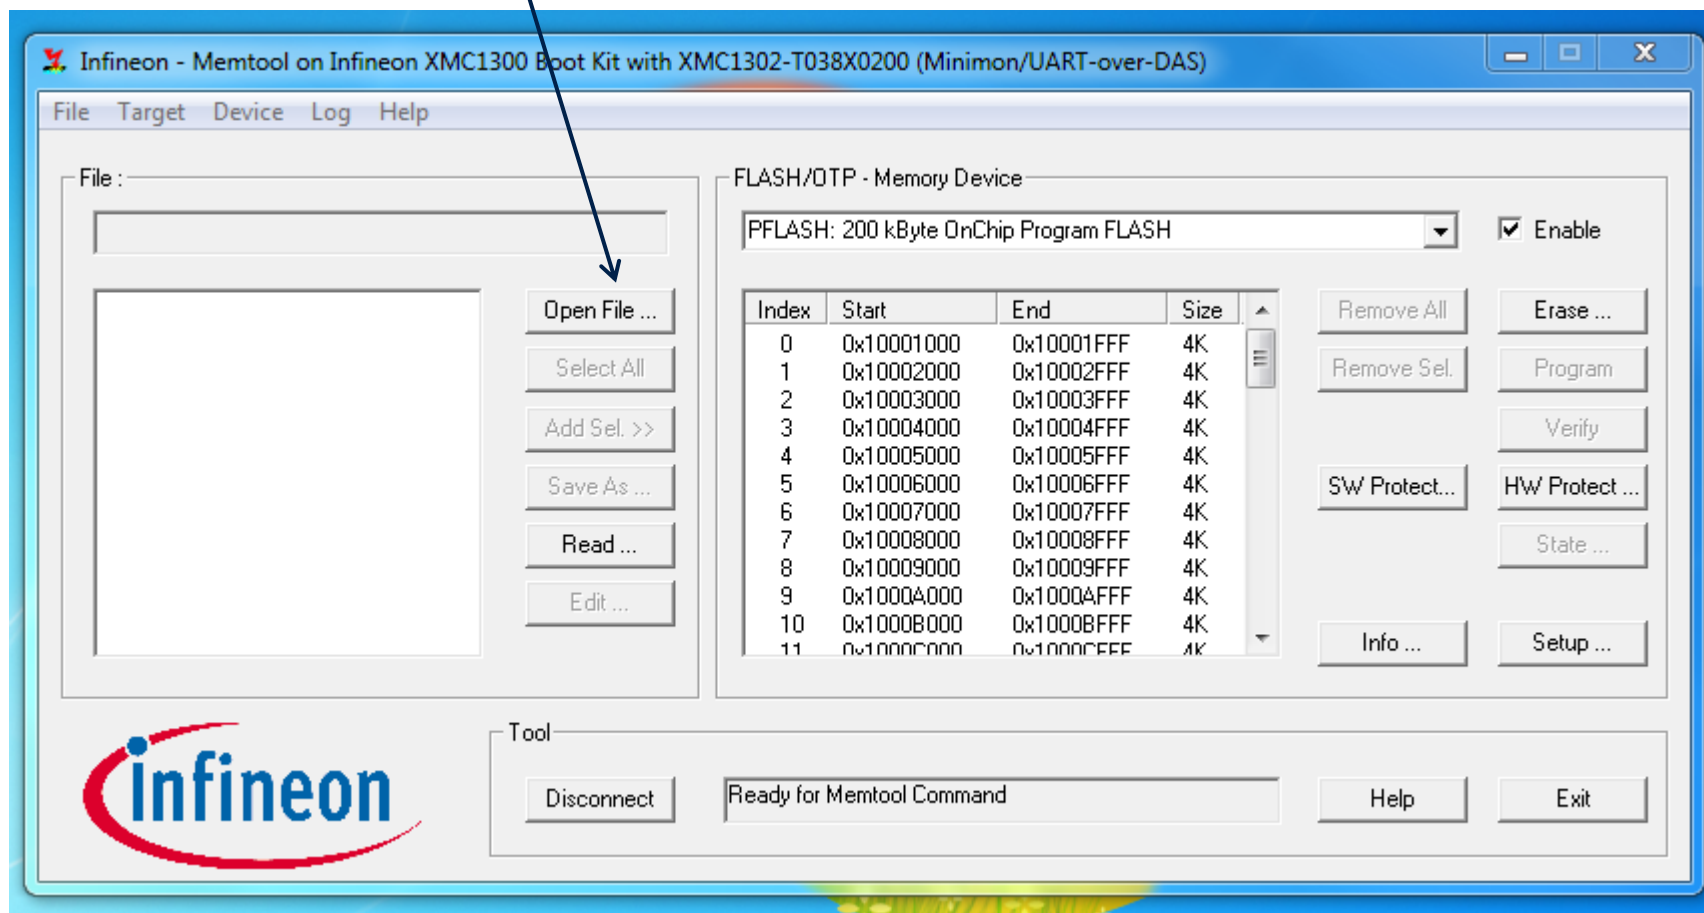 Infineon - Memtool on Infineon XMC1300 Boot Kit with XMC1302-T038X0200 (Minimon/UART-over-DAS)
File Target Device Log Help
File :
Open File ...
Select All
Add Sel. >>
Save As ...
Read ...
Edit ...
FLASH/OTP - Memory Device
PFLASH: 200 kByte OnChip Program FLASH
Enable
Index Start End Size
0 0x10001000 0x10001FFF 4K
1 0x10002000 0x10002FFF 4K
2 0x10003000 0x10003FFF 4K
3 0x10004000 0x10004FFF 4K
4 0x10005000 0x10005FFF 4K
5 0x10006000 0x10006FFF 4K
6 0x10007000 0x10007FFF 4K
7 0x10008000 0x10008FFF 4K
8 0x10009000 0x10009FFF 4K
9 0x1000A000 0x1000AFFF 4K
10 0x1000B000 0x1000BFFF 4K
11 0x1000C000 0x1000CFFF 4K
Remove All
Erase ...
Remove Sel.
Program
Verify
SW Protect...
HW Protect ...
State ...
Info ...
Setup ...
infineon
Tool
Disconnect
Ready for Memtool Command
Help
Exit